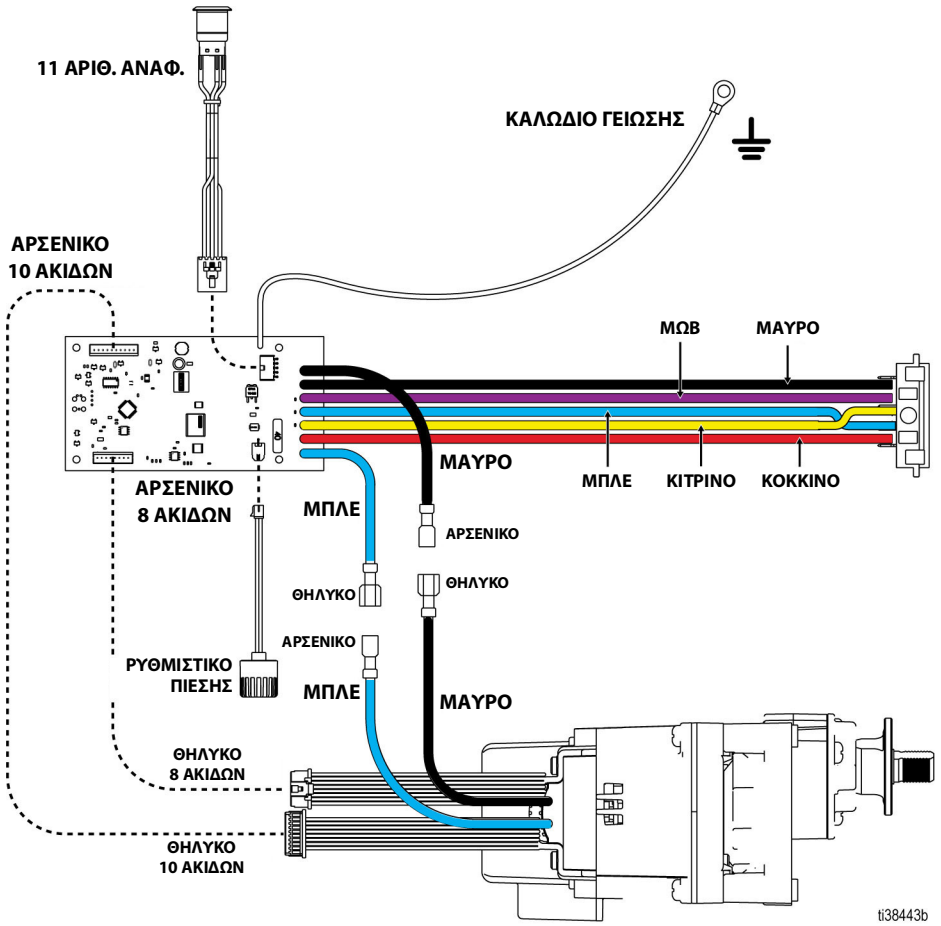 11 ΑΡΙΘ. ΑΝΑΦ.
ΚΑΛΩΔΙΟ ΓΕΙΩΣΗΣ
ΑΡΣΕΝΙΚΟ
10 ΑΚΙΔΩΝ
ΜΩΒ
ΜΑΥΡΟ
ΜΑΥΡΟ
ΜΠΛΕ
ΚΙΤΡΙΝΟ
ΚΟΚΚΙΝΟ
ΑΡΣΕΝΙΚΟ
8 ΑΚΙΔΩΝ
ΜΠΛΕ
ΑΡΣΕΝΙΚΟ
ΘΗΛΥΚΟ
ΘΗΛΥΚΟ
ΑΡΣΕΝΙΚΟ
ΡΥΘΜΙΣΤΙΚΟ
ΠΙΕΣΗΣ
ΜΠΛΕ
ΜΑΥΡΟ
ΘΗΛΥΚΟ
8 ΑΚΙΔΩΝ
ΘΗΛΥΚΟ
10 ΑΚΙΔΩΝ
ti38443b